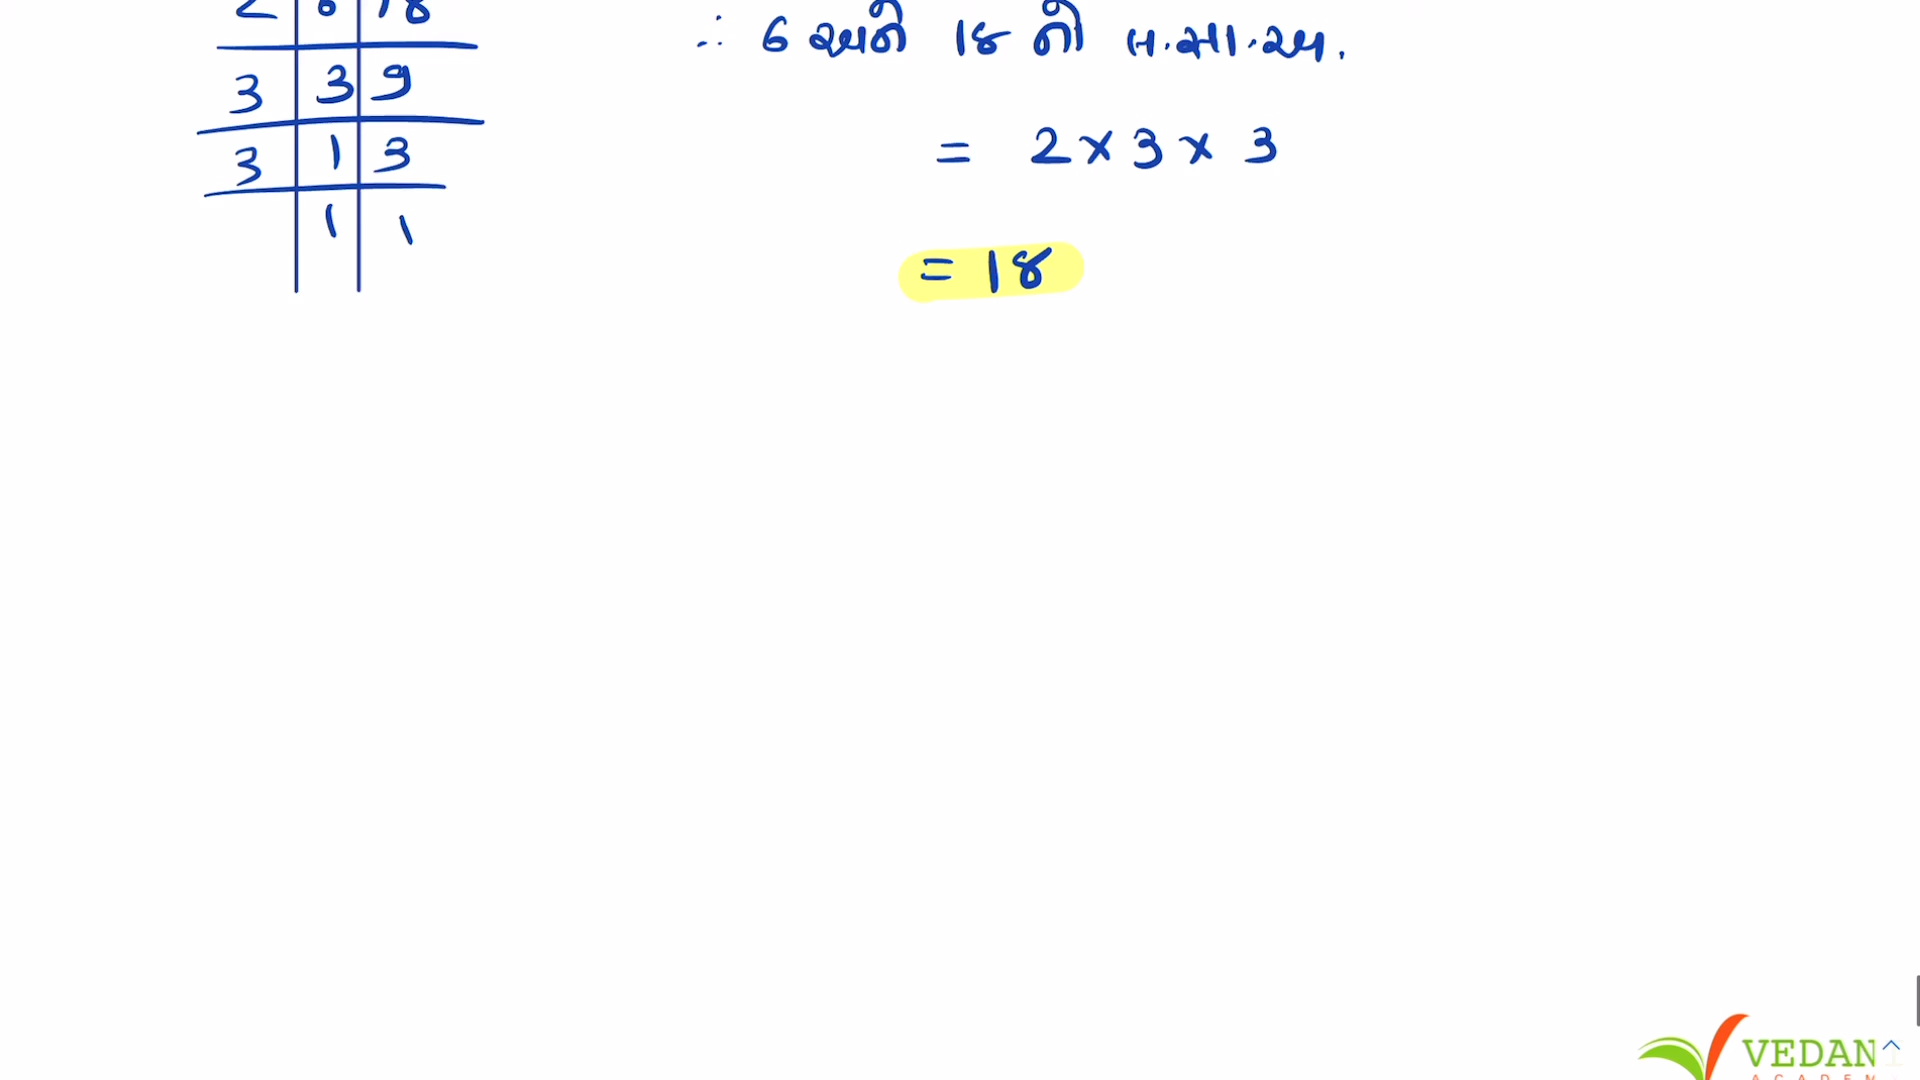 2 6 18
3 3 9
3 1 3
1 1
∴ 6 અને 18 નો લ.સા.અ.
= 2 × 3 × 3
= 18
VEDAN
ACADEM